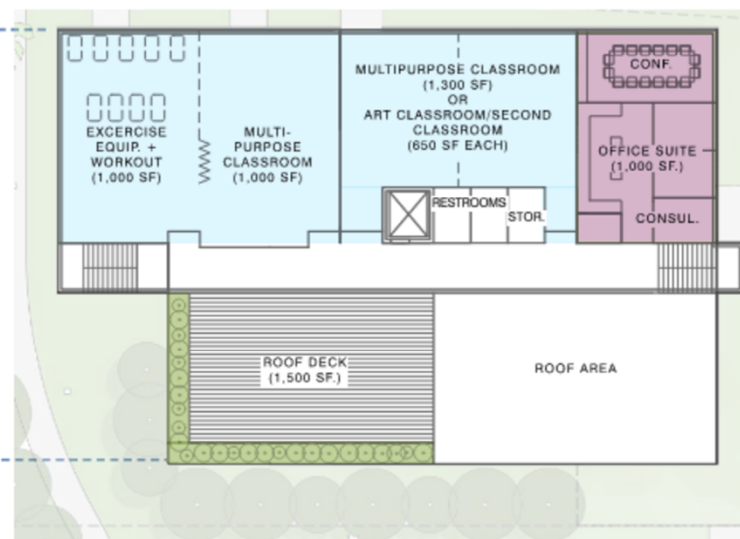 CONF.
MULTIPURPOSE CLASSROOM
(1,300 SF)
OR
ART CLASSROOM/SECOND
CLASSROOM
(650 SF EACH)
EXCERCISE
EQUIP. +
WORKOUT
(1,000 SF)
MULTI-
PURPOSE
CLASSROOM
(1,000 SF)
OFFICE SUITE
(1,000 SF.)
RESTROOMS
STOR.
CONSUL.
ROOF DECK
(1,500 SF.)
ROOF AREA